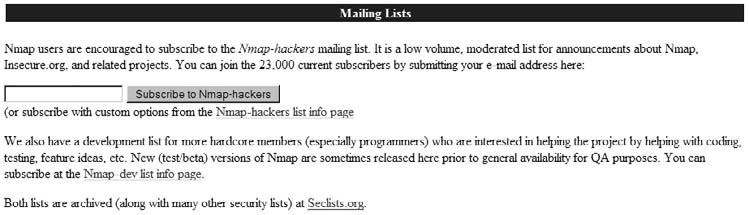 Mailing Lists
Nmap users are encouraged to subscribe to the Nmap-hackers mailing list. It is a low volume, moderated list for announcements about Nmap,
Insecure.org, and related projects. You can join the 23,000 current subscribers by submitting your e-mail address here:
Subscribe to Nmap-hackers
(or subscribe with custom options from the Nmap-hackers list info page
We also have a development list for more hardcore members (especially programmers) who are interested in helping the project by helping with coding,
testing, feature ideas, etc. New (test/beta) versions of Nmap are sometimes released here prior to general availability for QA purposes. You can
subscribe at the Nmap-dev list info page.
Both lists are archived (along with many other security lists) at Seclists.org.